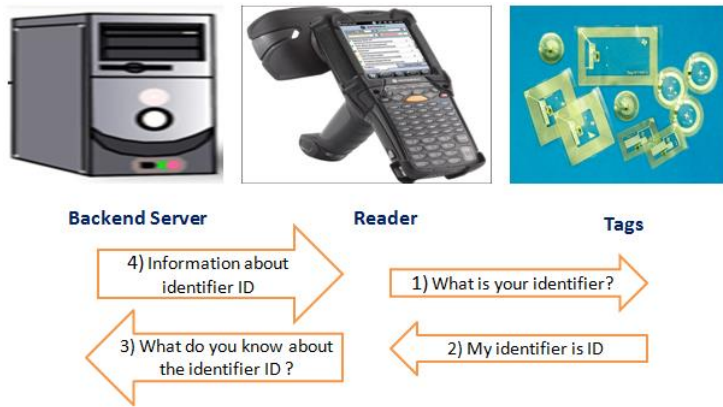 Backend Server
Reader
Tags
4) Information about
identifier ID
1) What is your identifier?
3) What do you know about
the identifier ID ?
2) My identifier is ID